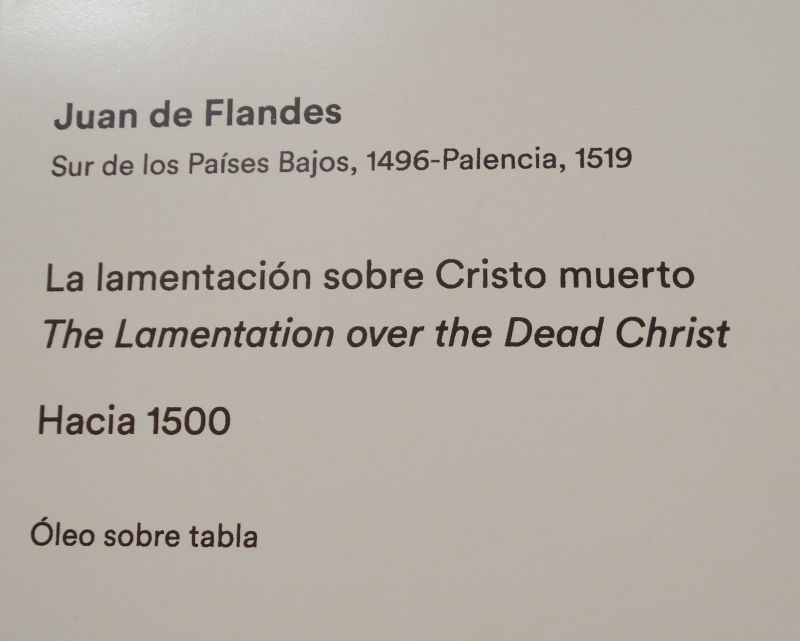 Juan de Flandes
Sur de los Países Bajos, 1496-Palencia, 1519
La lamentación sobre Cristo muerto
The Lamentation over the Dead Christ
Hacia 1500
Óleo sobre tabla